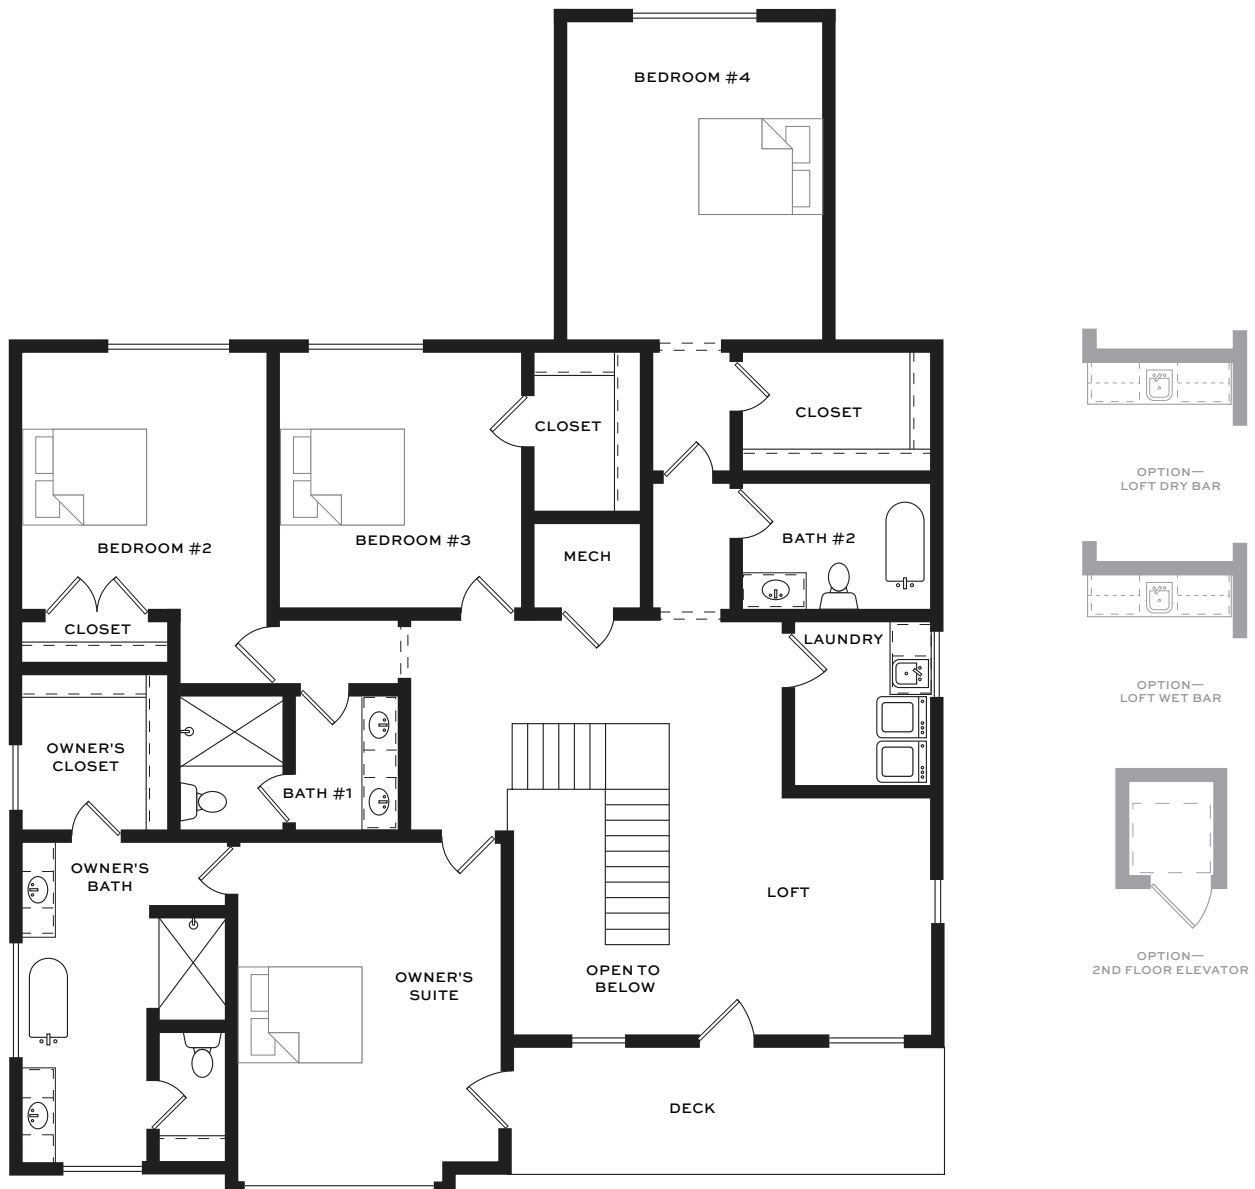 BEDROOM #4
CLOSET
CLOSET
BEDROOM #2
BEDROOM #3
MECH
BATH #2
CLOSET
LAUNDRY
OWNER'S
CLOSET
BATH #1
OWNER'S
BATH
LOFT
OWNER'S
SUITE
OPEN TO
BELOW
DECK
OPTION—
LOFT DRY BAR
OPTION—
LOFT WET BAR
OPTION—
2ND FLOOR ELEVATOR